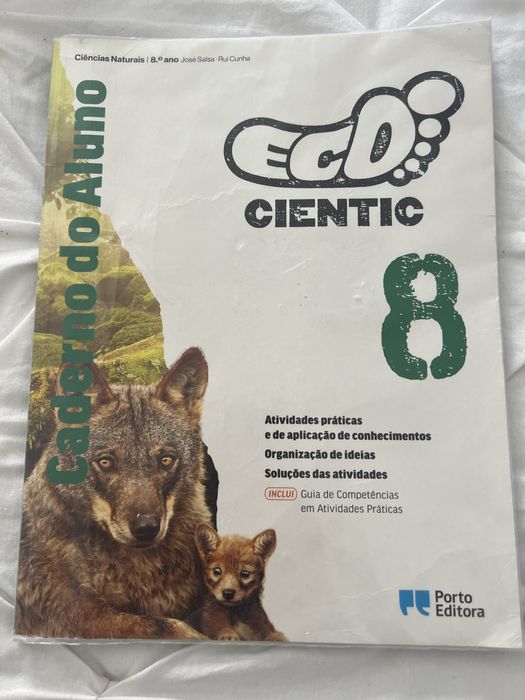 Ciências Naturais | 8.º ano José Salsa · Rui Cunha
Caderno do Aluno
ECO
CIENTIC
8
Atividades práticas
e de aplicação de conhecimentos
Organização de ideias
Soluções das atividades
INCLUI Guia de Competências
em Atividades Práticas
Porto
Editora